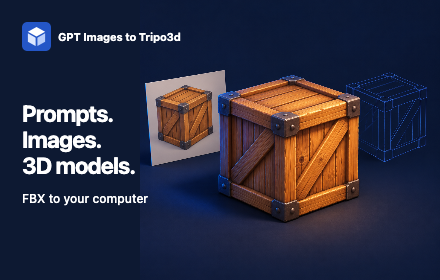 GPT Images to Tripo3d
Prompts.
Images.
3D models.
FBX to your computer